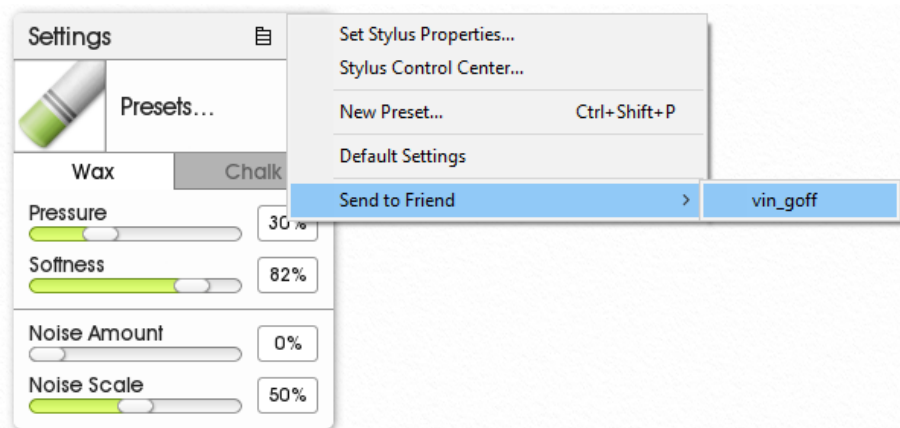 Settings
Presets...
Wax
Chalk
Pressure
30%
Softness
82%
Noise Amount
0%
Noise Scale
50%
Set Stylus Properties...
Stylus Control Center...
New Preset... Ctrl+Shift+P
Default Settings
Send to Friend >
vin_goff